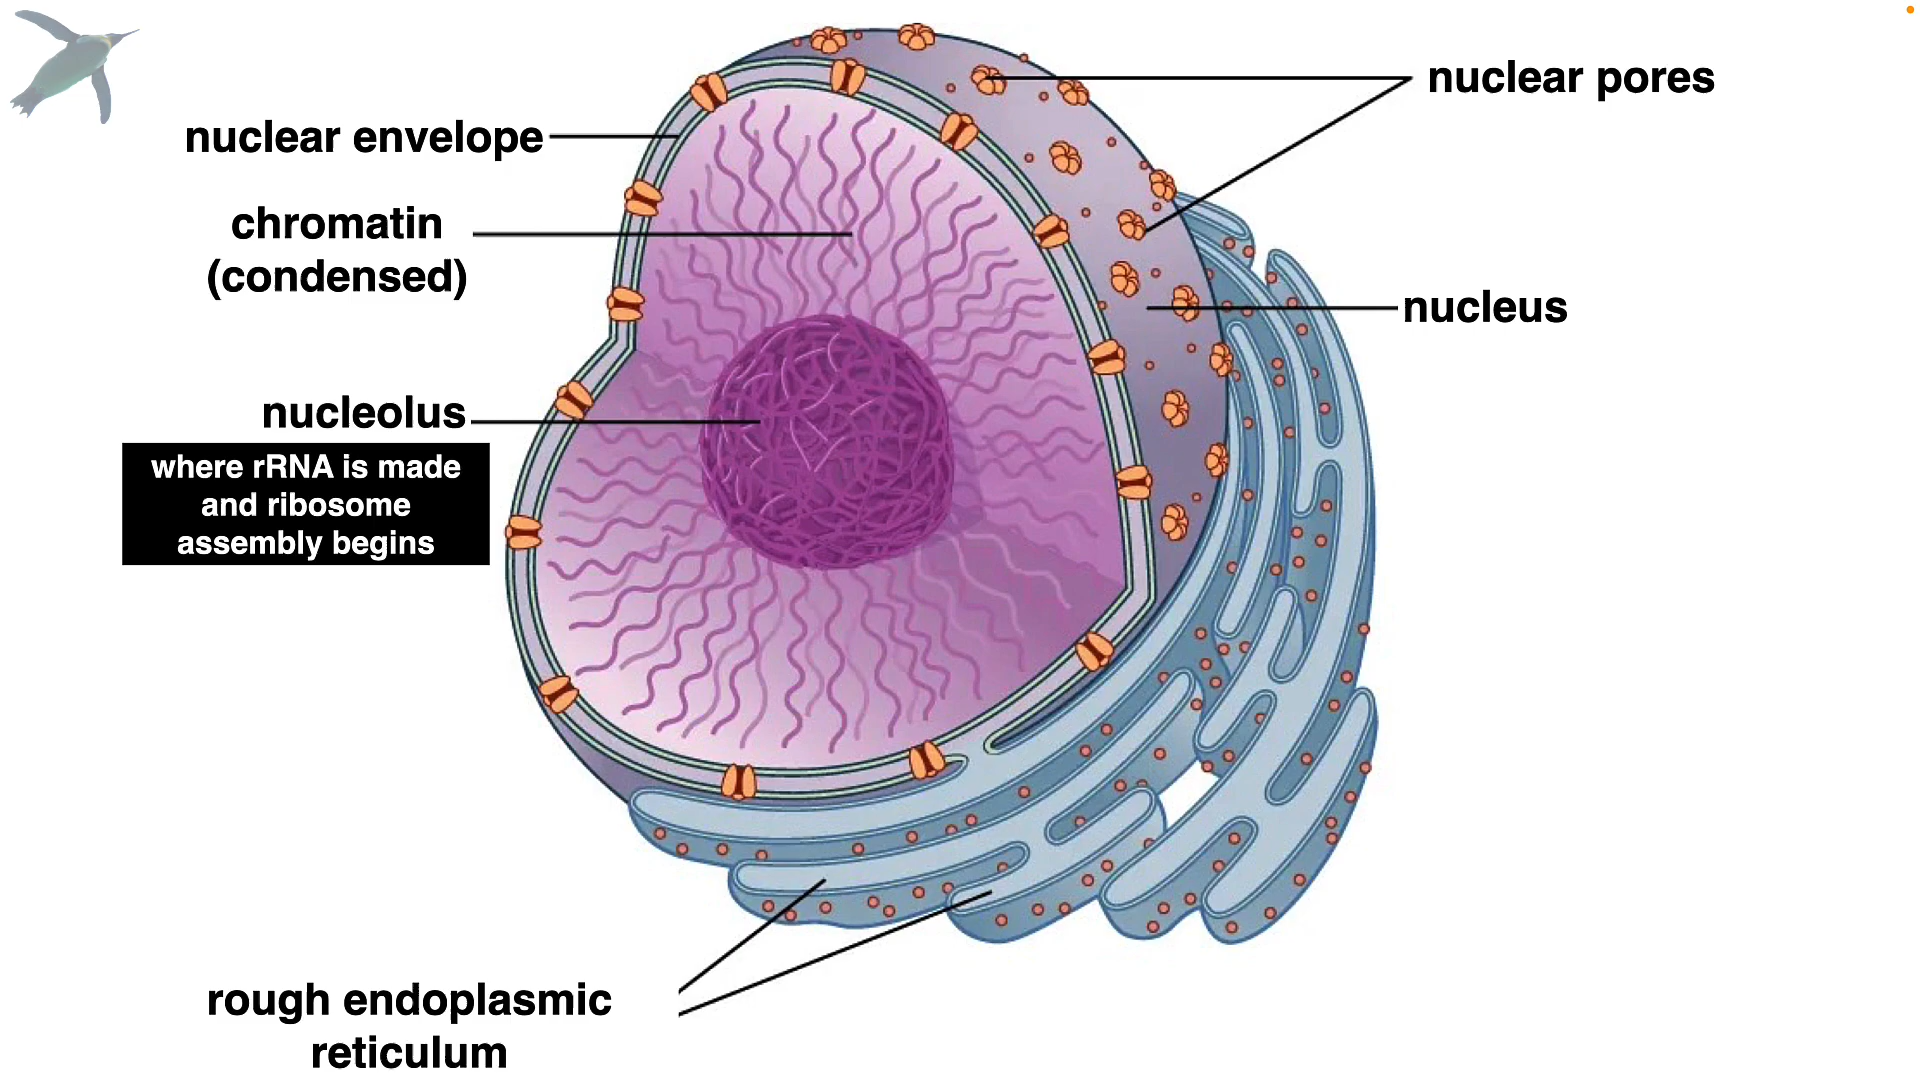 nuclear envelope
chromatin
(condensed)
nucleolus
where rRNA is made
and ribosome
assembly begins
rough endoplasmic
reticulum
nuclear pores
nucleus